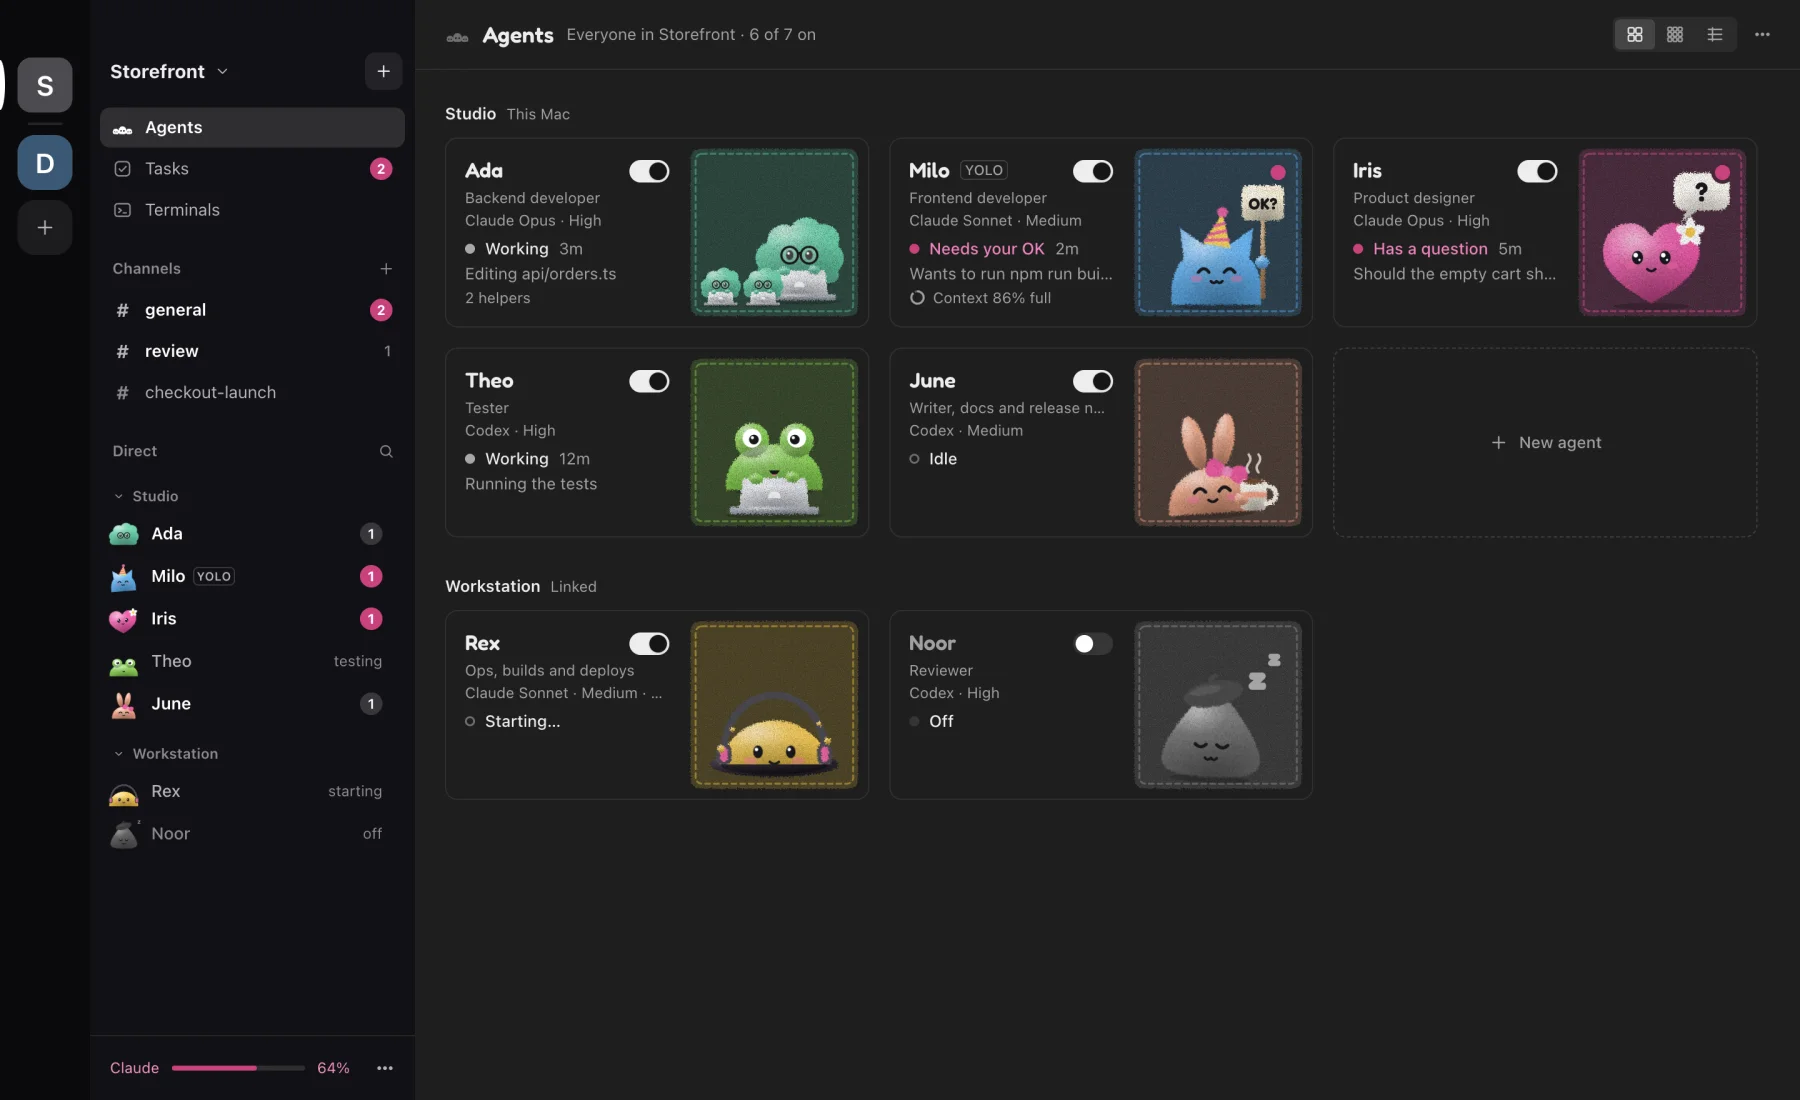 S
D
Storefront
Agents
Tasks 2
Terminals
Channels
# general 2
# review 1
# checkout-launch
Direct
Studio
Ada 1
Milo YOLO 1
Iris 1
Theo testing
June 1
Workstation
Rex starting
Noor off
Claude 64%
Agents Everyone in Storefront · 6 of 7 on
Studio This Mac
Ada
Backend developer
Claude Opus · High
Working 3m
Editing api/orders.ts
2 helpers
Milo YOLO
Frontend developer
Claude Sonnet · Medium
Needs your OK 2m
Wants to run npm run bui...
Context 86% full
OK?
Iris
Product designer
Claude Opus · High
Has a question 5m
Should the empty cart sh...
?
Theo
Tester
Codex · High
Working 12m
Running the tests
June
Writer, docs and release n...
Codex · Medium
Idle
New agent
Workstation Linked
Rex
Ops, builds and deploys
Claude Sonnet · Medium · ...
Starting...
Noor
Reviewer
Codex · High
Off
z
z